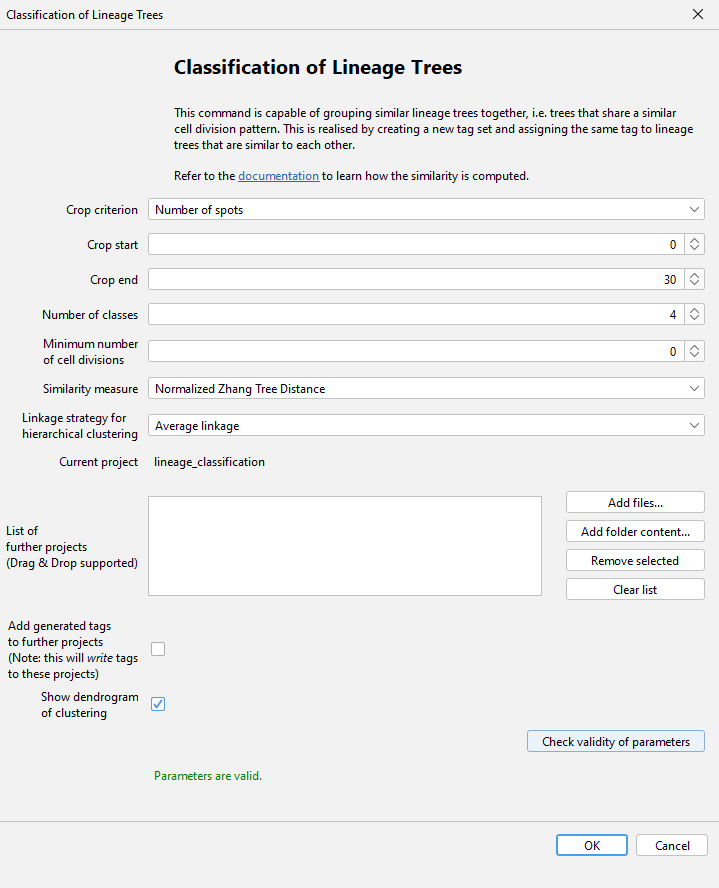 Classification of Lineage Trees
Classification of Lineage Trees
This command is capable of grouping similar lineage trees together, i.e. trees that share a similar
cell division pattern. This is realised by creating a new tag set and assigning the same tag to lineage
trees that are similar to each other.
Refer to the documentation to learn how the similarity is computed.
Crop criterion
Number of spots
Crop start
0
Crop end
30
Number of classes
4
Minimum number
of cell divisions
0
Similarity measure
Normalized Zhang Tree Distance
Linkage strategy for
hierarchical clustering
Average linkage
Current project
lineage_classification
List of
further projects
(Drag & Drop supported)
Add files...
Add folder content...
Remove selected
Clear list
Add generated tags
to further projects
(Note: this will write tags
to these projects)
Show dendrogram
of clustering
Check validity of parameters
Parameters are valid.
OK
Cancel